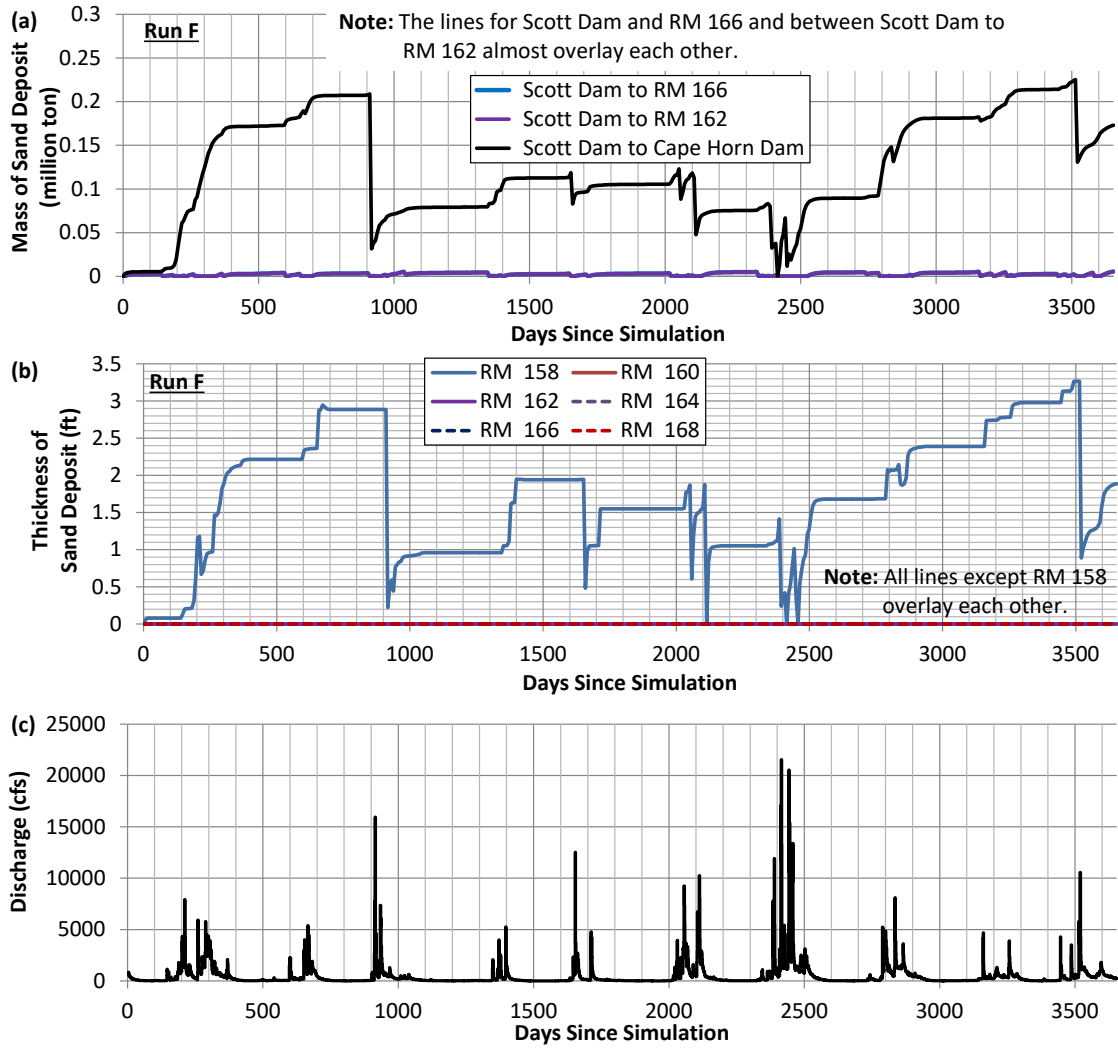 (a)
Run F
Note: The lines for Scott Dam and RM 166 and between Scott Dam to
RM 162 almost overlay each other.
Scott Dam to RM 166
Scott Dam to RM 162
Scott Dam to Cape Horn Dam
Mass of Sand Deposit
(million ton)
0.3
0.25
0.2
0.15
0.1
0.05
0
0 500 1000 1500 2000 2500 3000 3500
Days Since Simulation
(b)
Run F
RM 158 RM 160
RM 162 RM 164
RM 166 RM 168
Thickness of
Sand Deposit (ft)
3.5
3
2.5
2
1.5
1
0.5
0
Note: All lines except RM 158
overlay each other.
0 500 1000 1500 2000 2500 3000 3500
Days Since Simulation
(c)
Discharge (cfs)
25000
20000
15000
10000
5000
0
0 500 1000 1500 2000 2500 3000 3500
Days Since Simulation